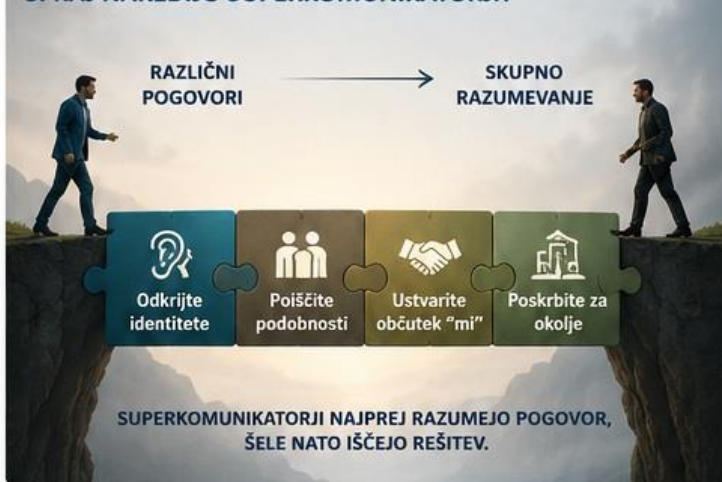 RAZLIČNI
POGOVORI
SKUPNO
RAZUMEVANJE
Odkrijte
identitete
Poiščite
podobnosti
Ustvarite
občutek “mi”
Poskrbite za
okolje
SUPERKOMUNIKATORJI NAJPREJ RAZUMEJO POGOVOR,
ŠELE NATO IŠČEJO REŠITEV.